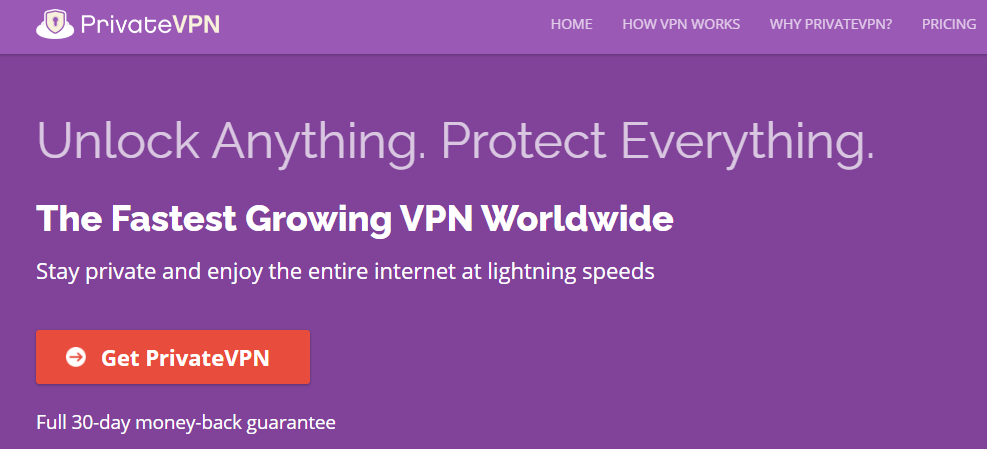 PrivateVPN
HOME HOW VPN WORKS WHY PRIVATEVPN? PRICING
Unlock Anything. Protect Everything.
The Fastest Growing VPN Worldwide
Stay private and enjoy the entire internet at lightning speeds
Get PrivateVPN
Full 30-day money-back guarantee